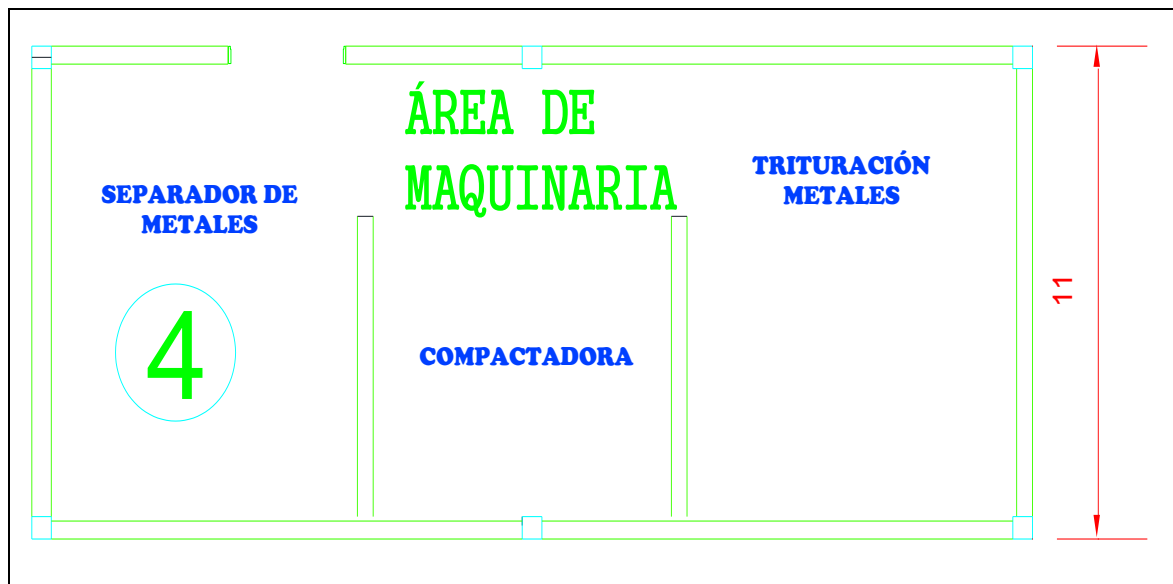 ÁREA DE
MAQUINARIA
SEPARADOR DE
METALES
TRITURACIÓN
METALES
4
COMPACTADORA
11